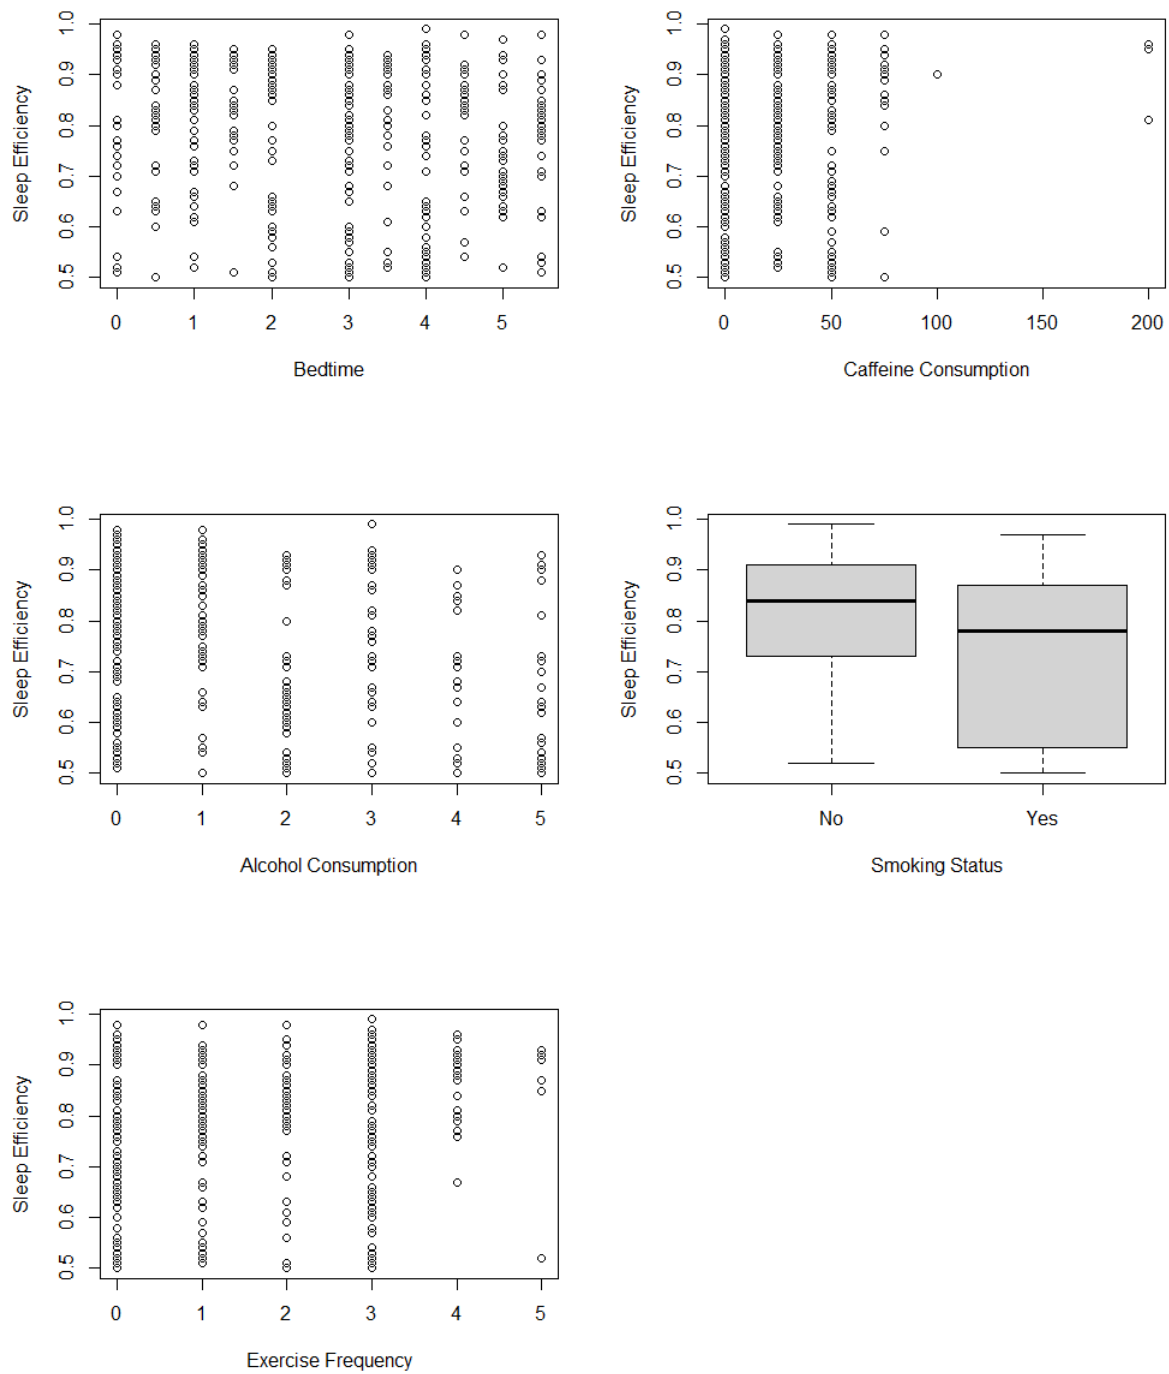 Sleep Efficiency
1.0
0.9
0.8
0.7
0.6
0.5
0 1 2 3 4 5
Bedtime
Sleep Efficiency
1.0
0.9
0.8
0.7
0.6
0.5
0 50 100 150 200
Caffeine Consumption
Sleep Efficiency
1.0
0.9
0.8
0.7
0.6
0.5
0 1 2 3 4 5
Alcohol Consumption
Sleep Efficiency
1.0
0.9
0.8
0.7
0.6
0.5
No Yes
Smoking Status
Sleep Efficiency
1.0
0.9
0.8
0.7
0.6
0.5
0 1 2 3 4 5
Exercise Frequency